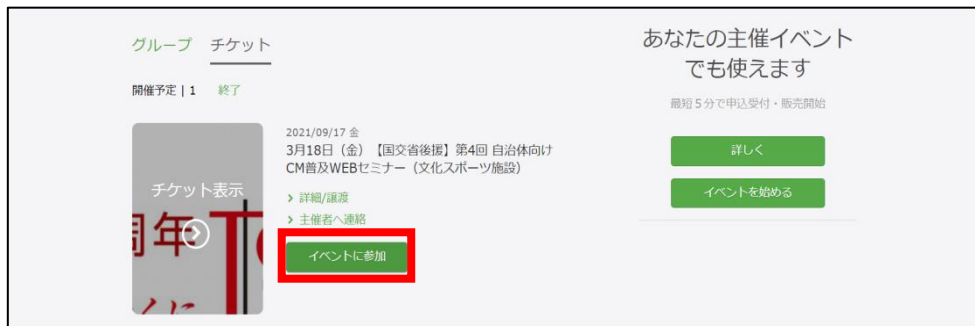 グループ チケット
開催予定 | 1 終了
チケット表示
周年
2021/09/17 金
3月18日（金）【国交省後援】第4回 自治体向け
CM普及WEBセミナー（文化スポーツ施設）
› 詳細/譲渡
› 主催者へ連絡
イベントに参加
あなたの主催イベント
でも使えます
最短５分で申込受付・販売開始
詳しく
イベントを始める